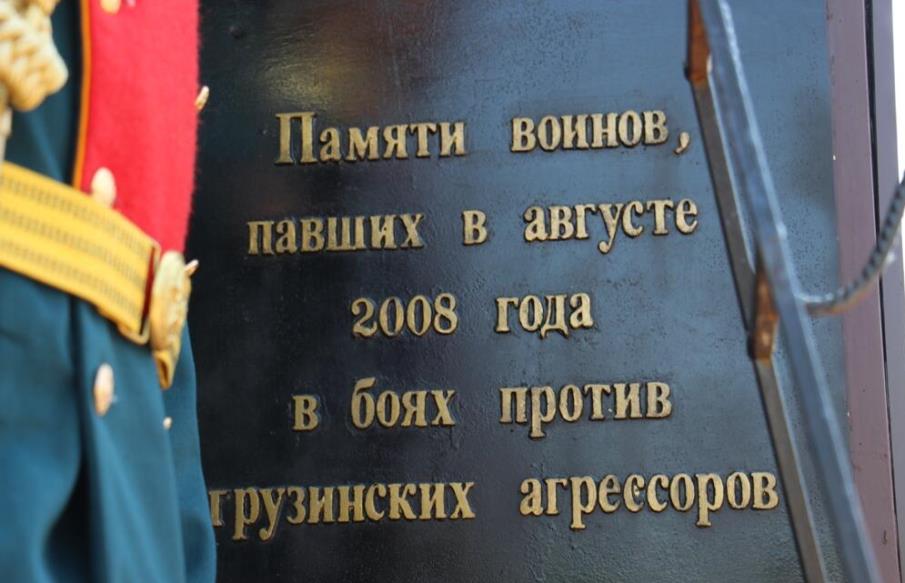 Памяти воинов,
павших в августе
2008 года
в боях против
грузинских агрессоров